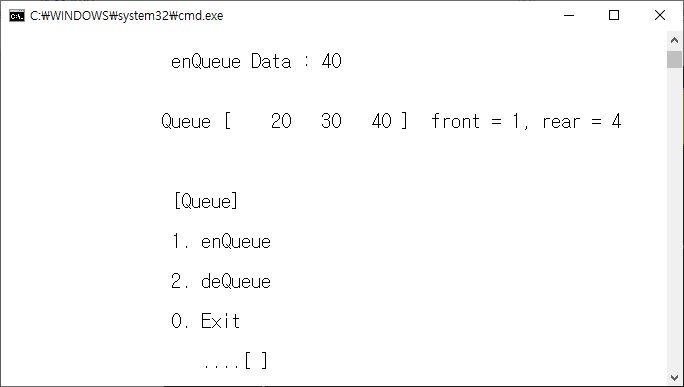 C:₩WINDOWS₩system32₩cmd.exe
enQueue Data : 40
Queue [ 20 30 40 ] front = 1, rear = 4
[Queue]
1. enQueue
2. deQueue
0. Exit
....[ ]